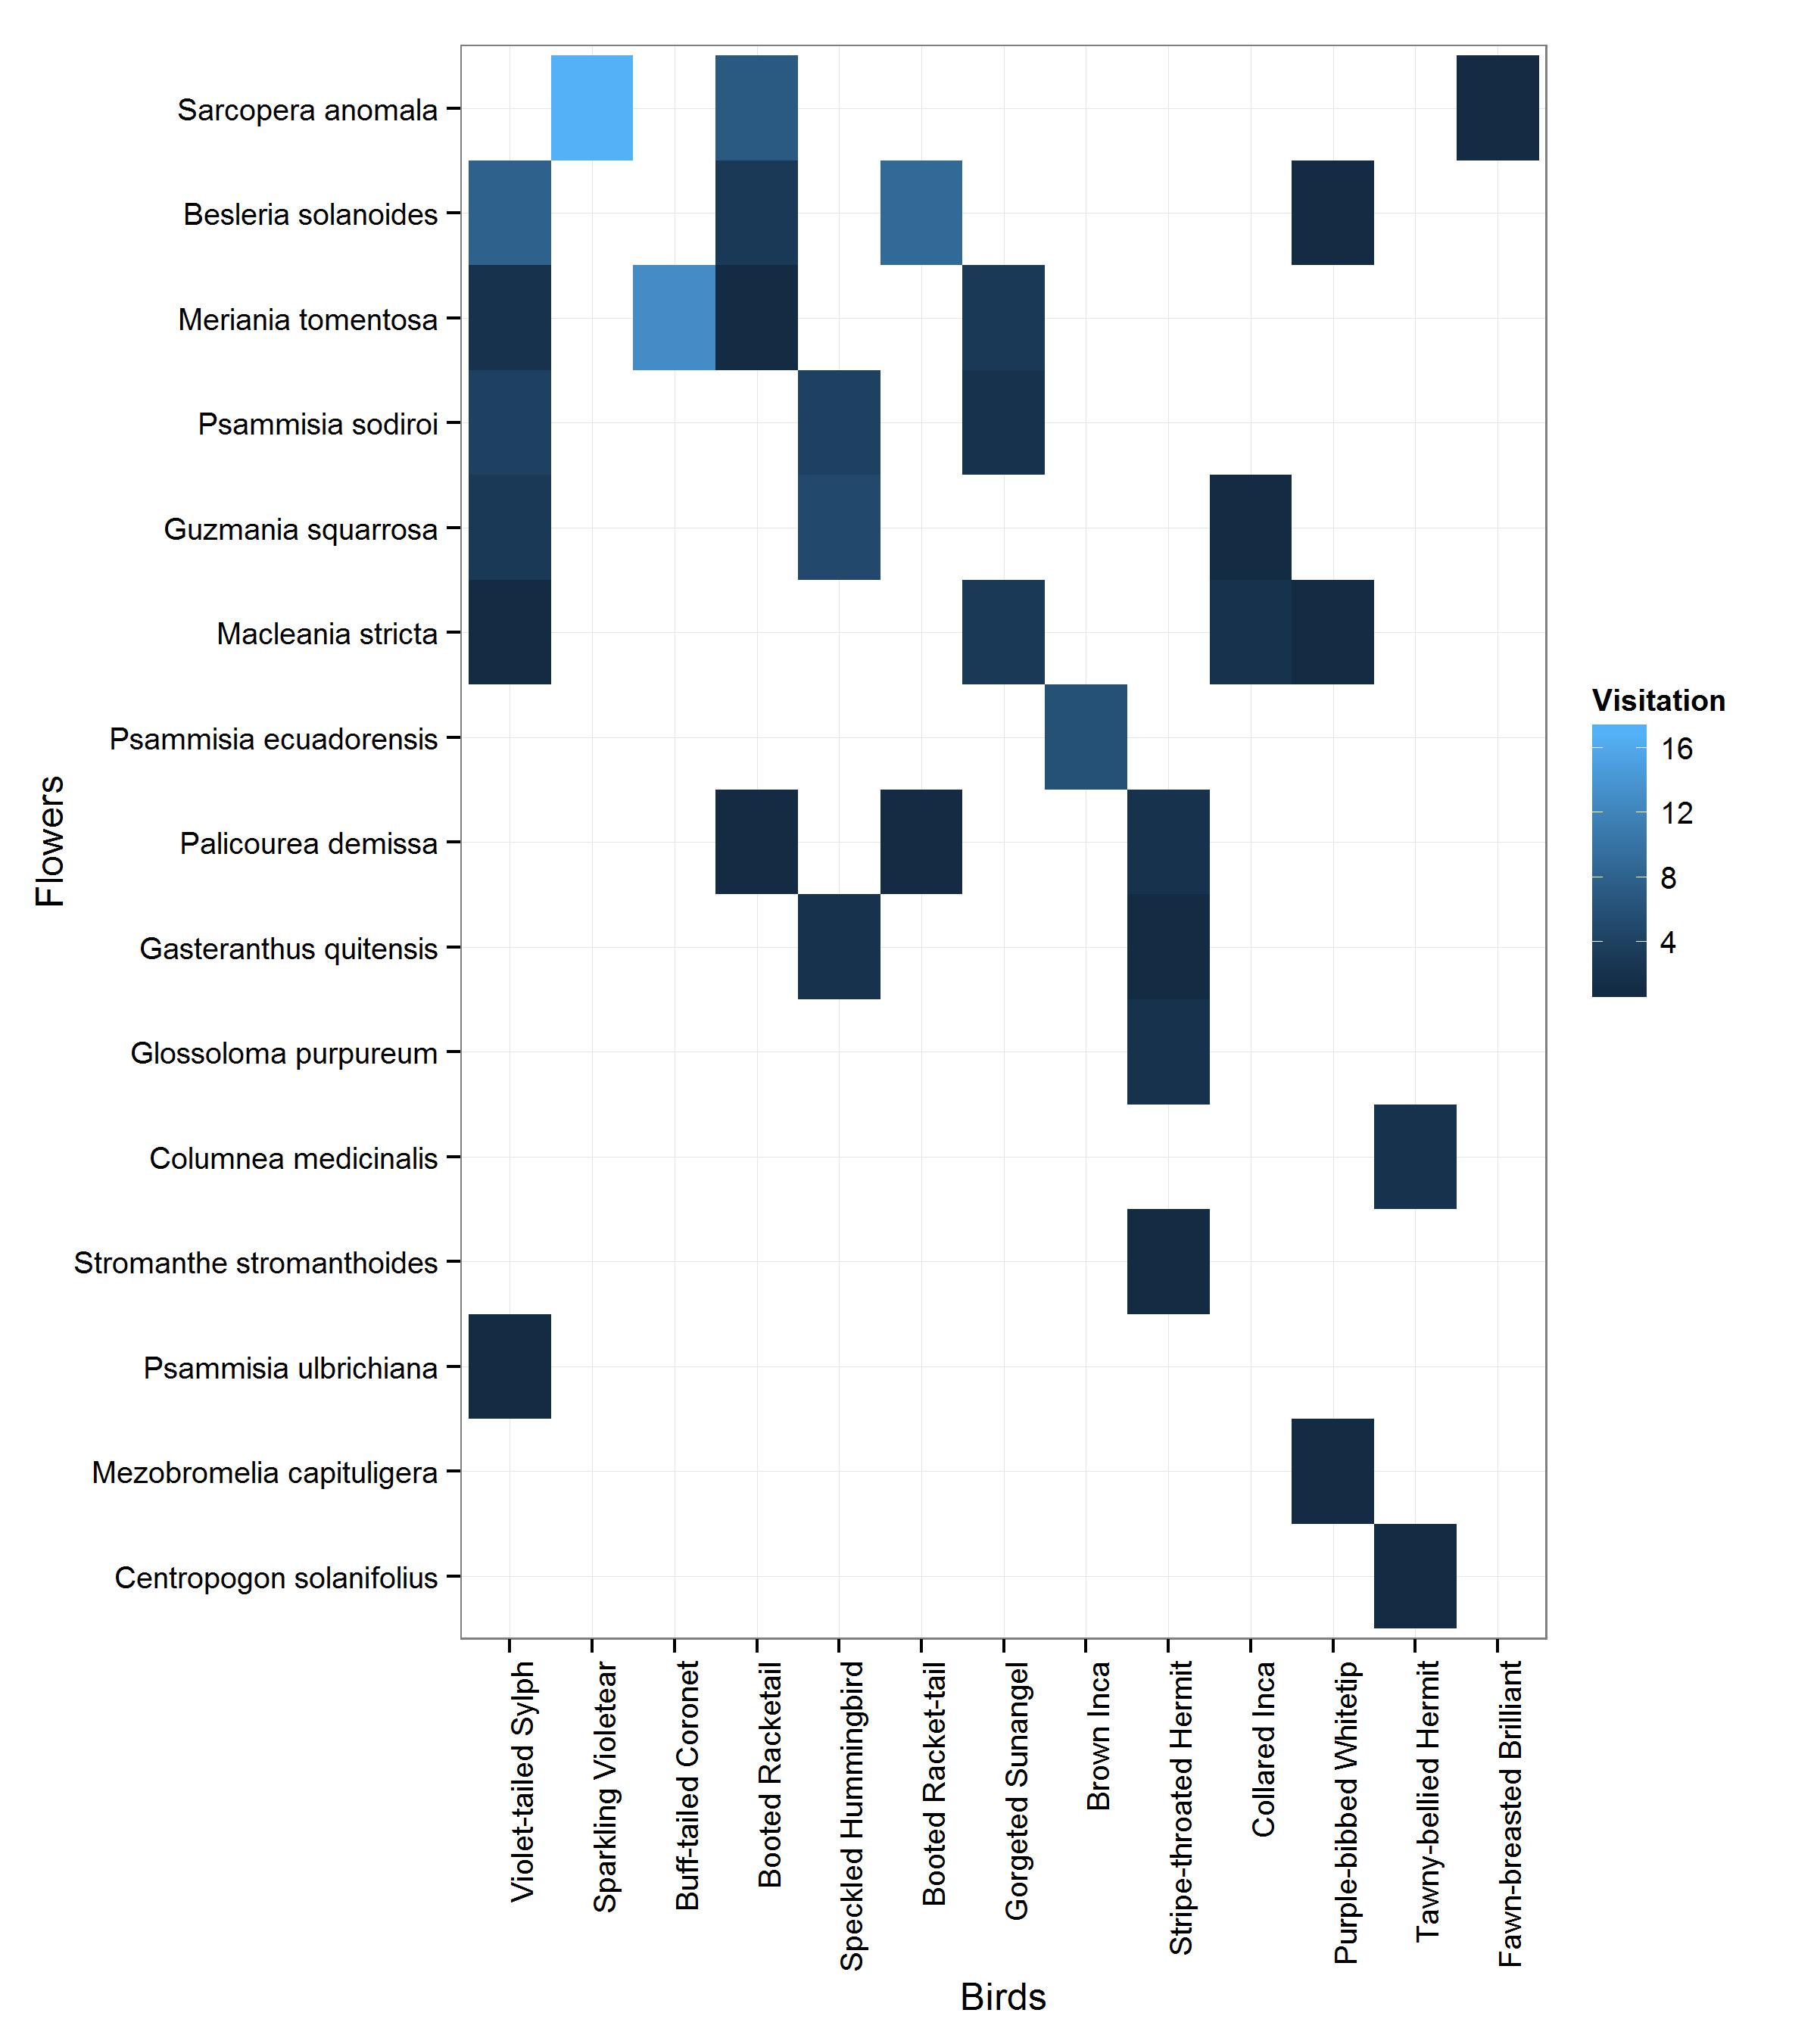 Sarcopera anomala
Besleria solanoides
Meriania tomentosa
Psammisia sodiroi
Guzmania squarrosa
Macleania stricta
Psammisia ecuadorensis
Palicourea demissa
Gasteranthus quitensis
Glossoloma purpureum
Columnea medicinalis
Stromanthe stromanthoides
Psammisia ulbrichiana
Mezobromelia capituligera
Centropogon solanifolius
Flowers
Violet-tailed Sylph
Sparkling Violetear
Buff-tailed Coronet
Booted Racketail
Speckled Hummingbird
Booted Racket-tail
Gorgeted Sunangel
Brown Inca
Stripe-throated Hermit
Collared Inca
Purple-bibbed Whitetip
Tawny-bellied Hermit
Fawn-breasted Brilliant
Birds
Visitation
16
12
8
4